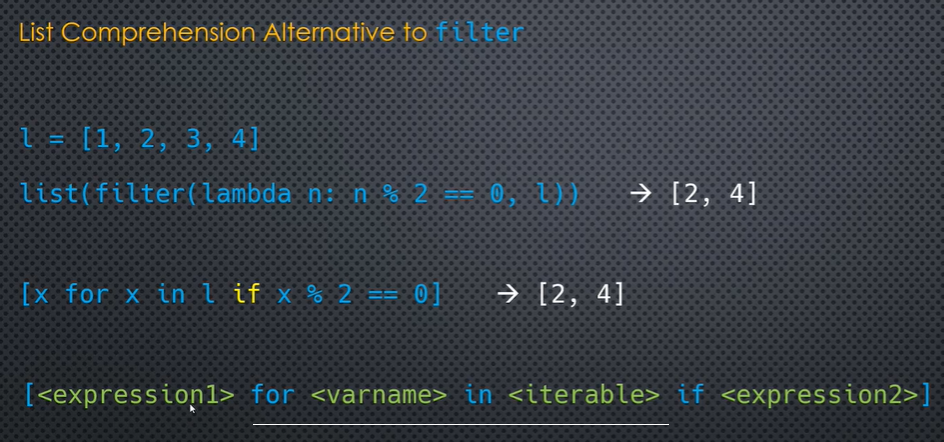 List Comprehension Alternative to filter
l = [1, 2, 3, 4]
list(filter(lambda n: n % 2 == 0, l)) → [2, 4]
[x for x in l if x % 2 == 0] → [2, 4]
[<expression1> for <varname> in <iterable> if <expression2>]